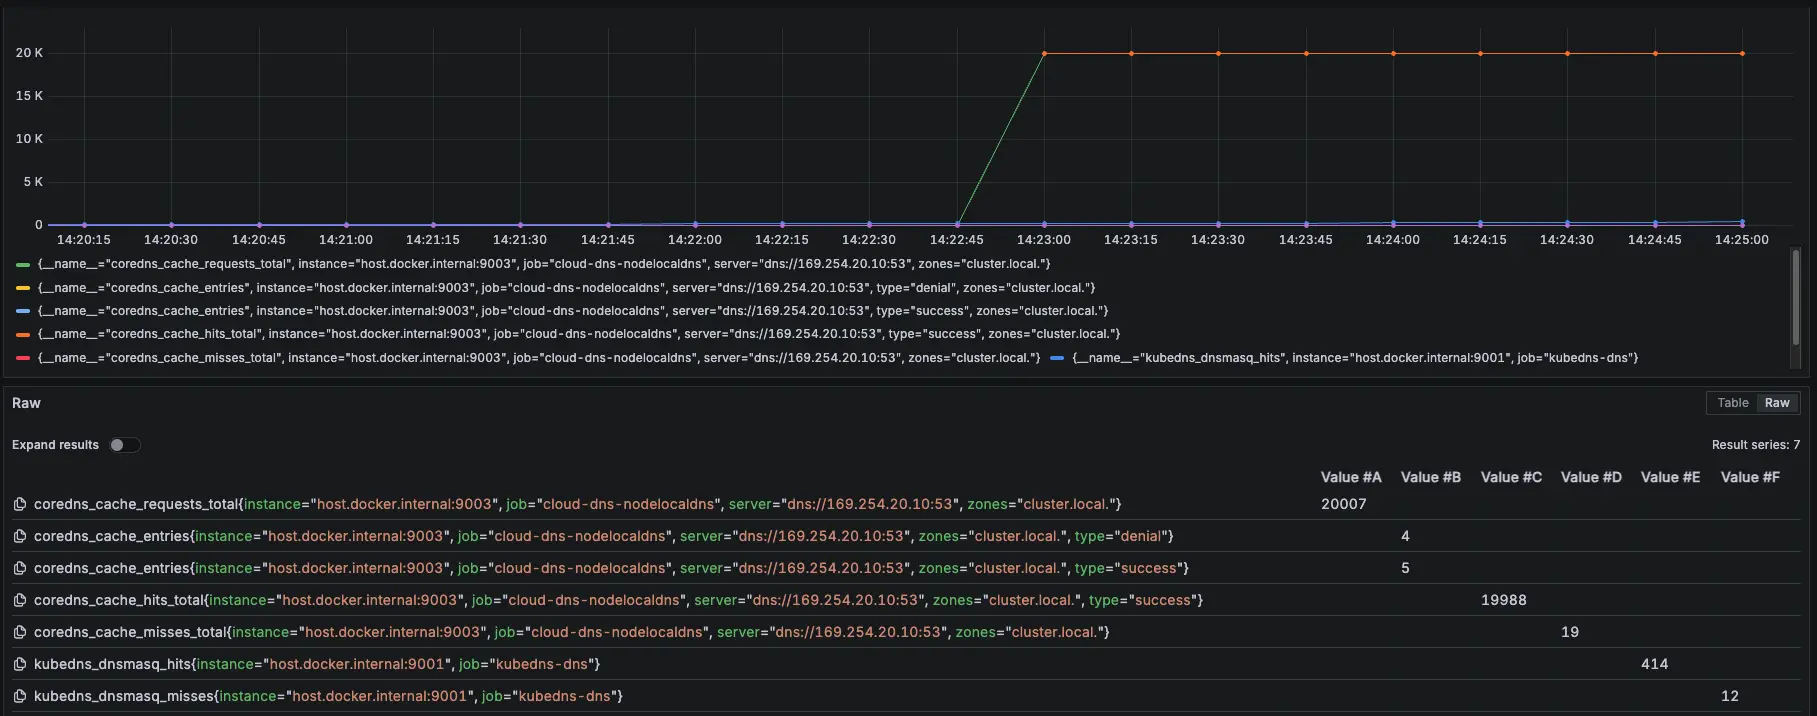 20 K
15 K
10 K
5 K
0
14:20:15 14:20:30 14:20:45 14:21:00 14:21:15 14:21:30 14:21:45 14:22:00 14:22:15 14:22:30 14:22:45 14:23:00 14:23:15 14:23:30 14:23:45 14:24:00 14:24:15 14:24:30 14:24:45 14:25:00
{__name__="coredns_cache_requests_total", instance="host.docker.internal:9003", job="cloud-dns-nodelocaldns", server="dns://169.254.20.10:53", zones="cluster.local."}
{__name__="coredns_cache_entries", instance="host.docker.internal:9003", job="cloud-dns-nodelocaldns", server="dns://169.254.20.10:53", type="denial", zones="cluster.local."}
{__name__="coredns_cache_entries", instance="host.docker.internal:9003", job="cloud-dns-nodelocaldns", server="dns://169.254.20.10:53", type="success", zones="cluster.local."}
{__name__="coredns_cache_hits_total", instance="host.docker.internal:9003", job="cloud-dns-nodelocaldns", server="dns://169.254.20.10:53", type="success", zones="cluster.local."}
{__name__="coredns_cache_misses_total", instance="host.docker.internal:9003", job="cloud-dns-nodelocaldns", server="dns://169.254.20.10:53", zones="cluster.local."} {__name__="kubedns_dnsmasq_hits", instance="host.docker.internal:9001", job="kubedns-dns"}
Raw Table Raw
Expand results Result series: 7
Value #A Value #B Value #C Value #D Value #E Value #F
coredns_cache_requests_total{instance="host.docker.internal:9003", job="cloud-dns-nodelocaldns", server="dns://169.254.20.10:53", zones="cluster.local."} 20007
coredns_cache_entries{instance="host.docker.internal:9003", job="cloud-dns-nodelocaldns", server="dns://169.254.20.10:53", zones="cluster.local.", type="denial"} 4
coredns_cache_entries{instance="host.docker.internal:9003", job="cloud-dns-nodelocaldns", server="dns://169.254.20.10:53", zones="cluster.local.", type="success"} 5
coredns_cache_hits_total{instance="host.docker.internal:9003", job="cloud-dns-nodelocaldns", server="dns://169.254.20.10:53", zones="cluster.local.", type="success"} 19988
coredns_cache_misses_total{instance="host.docker.internal:9003", job="cloud-dns-nodelocaldns", server="dns://169.254.20.10:53", zones="cluster.local."} 19
kubedns_dnsmasq_hits{instance="host.docker.internal:9001", job="kubedns-dns"} 414
kubedns_dnsmasq_misses{instance="host.docker.internal:9001", job="kubedns-dns"} 12